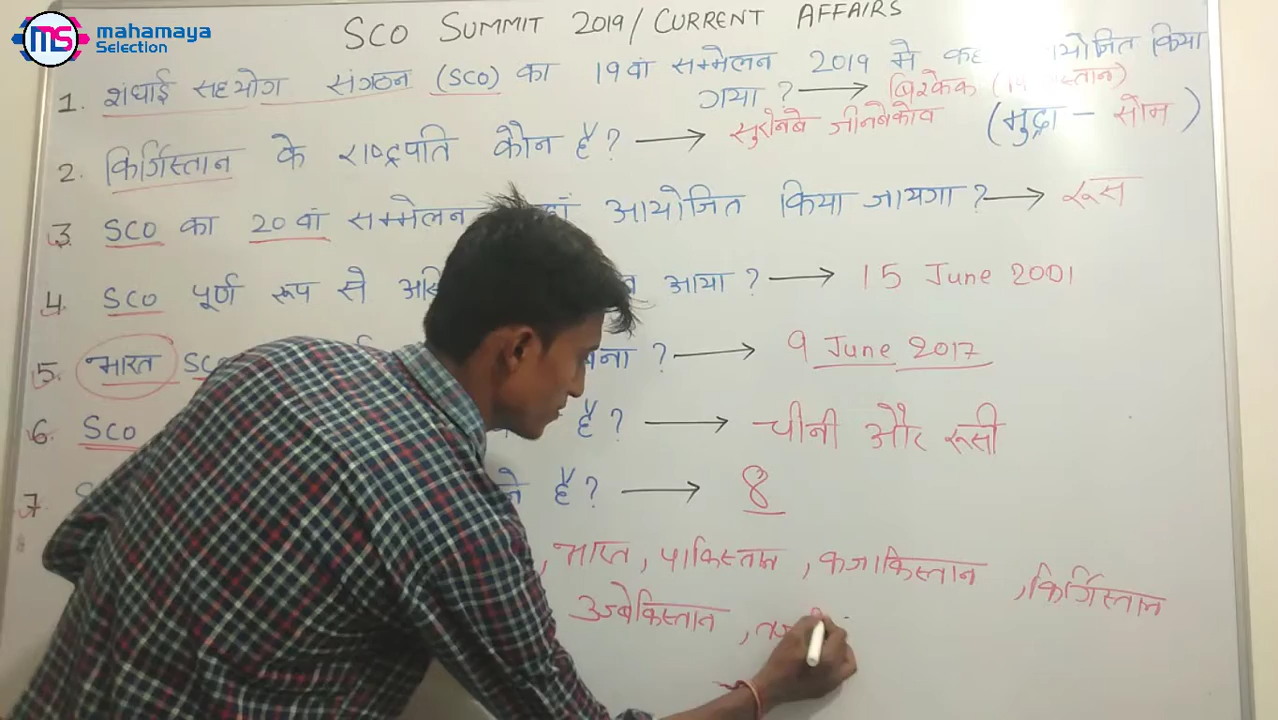 mahamaya
Selection
SCO SUMMIT 2019/CURRENT AFFAIRS
1. शंघाई सहयोग संगठन (SCO) का 19वां सम्मेलन 2019 मे किया
गया ? → बिश्केक
2. किर्गिस्तान के राष्ट्रपति कौन है ? → सुरोनबे जीनबेकोव (मुद्रा - सोम)
3. SCO का 20वां सम्मेलन आयोजित किया जायगा ? → रूस
4. SCO पूर्ण रूप से आया ? → 15 June 2001
5. भारत ? → 9 June 2017
6. SCO है ? → चीनी और रूसी
7. है ? → 8
, भारत, पाकिस्तान, कजाकिस्तान, किर्गिस्तान
उज्बेकिस्तान,